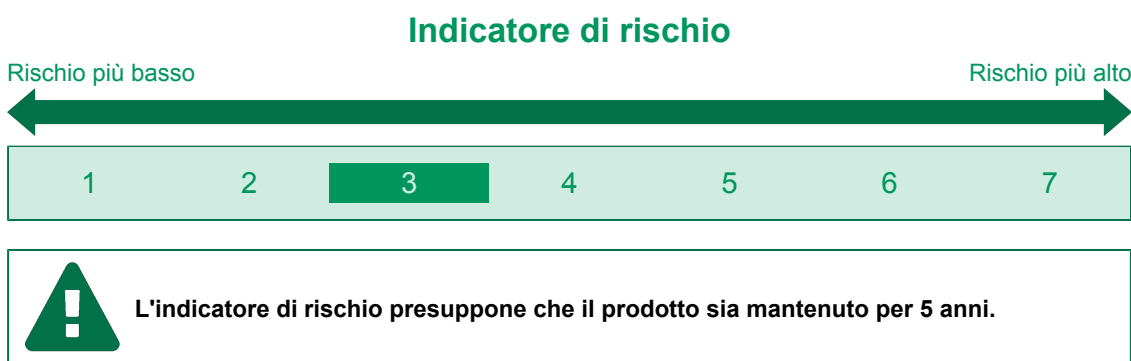 Indicatore di rischio
Rischio più basso Rischio più alto
1 2 3 4 5 6 7
L'indicatore di rischio presuppone che il prodotto sia mantenuto per 5 anni.